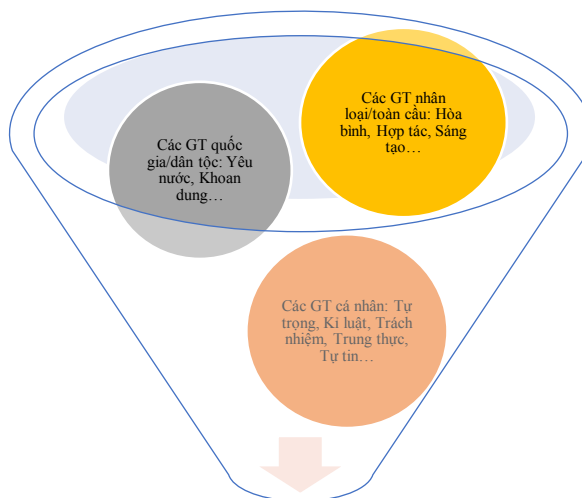 Các GT nhân
loại/toàn cầu: Hòa
bình, Hợp tác, Sáng
tạo…
Các GT quốc
gia/dân tộc: Yêu
nước, Khoan
dung…
Các GT cá nhân: Tự
trọng, Kỉ luật, Trách
nhiệm, Trung thực,
Tự tin…